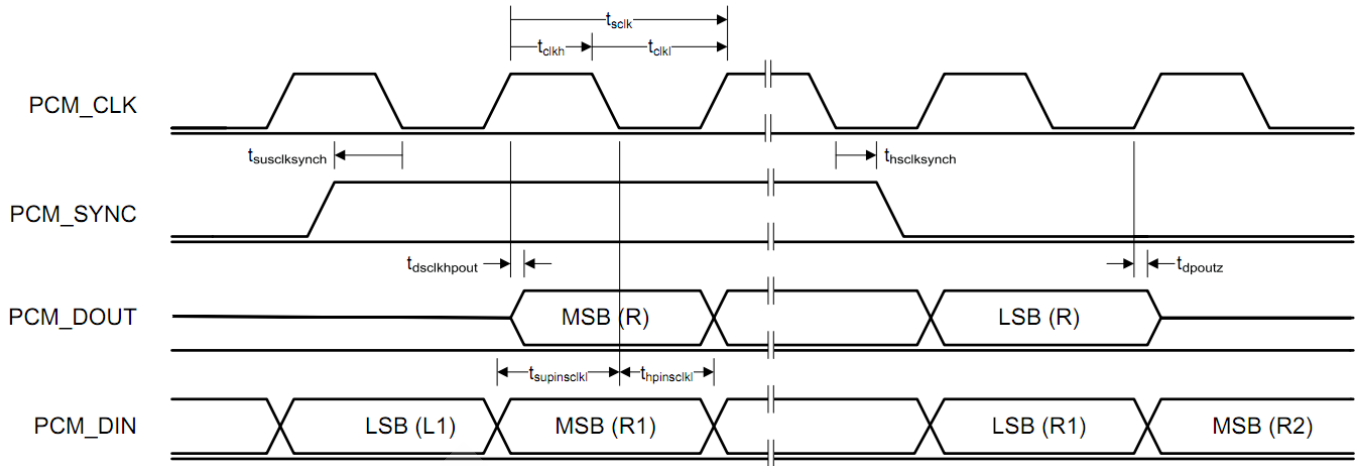 tsclk
tclkh tclkl
PCM_CLK
tsusclksynch thsclksynch
PCM_SYNC
tdsclkhpout tdpoutz
PCM_DOUT MSB (R) LSB (R)
tsupinsclkl thpinsclkl
PCM_DIN LSB (L1) MSB (R1) LSB (R1) MSB (R2)